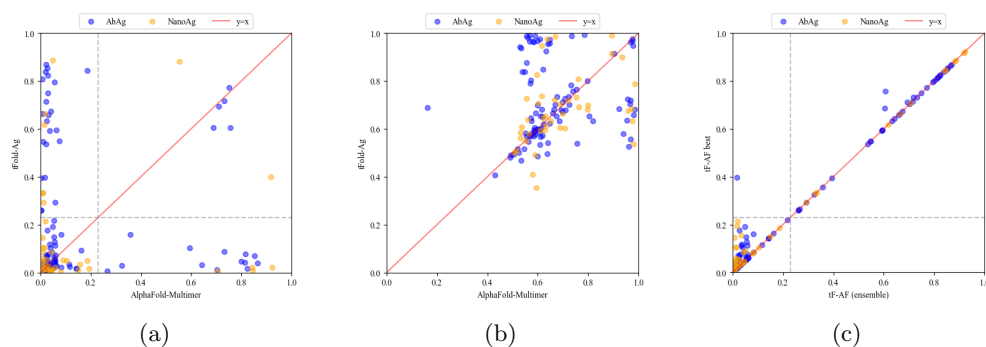 AbAg NanoAg y=x
1.0
0.8
0.6
0.4
0.2
0.0
0.0 0.2 0.4 0.6 0.8 1.0
tFold-Ag
AlphaFold-Multimer
(a)
AbAg NanoAg y=x
1.0
0.8
0.6
0.4
0.2
0.0
0.0 0.2 0.4 0.6 0.8 1.0
tFold-Ag
AlphaFold-Multimer
(b)
AbAg NanoAg y=x
1.0
0.8
0.6
0.4
0.2
0.0
0.0 0.2 0.4 0.6 0.8 1.0
tF-AF best
tF-AF (ensemble)
(c)